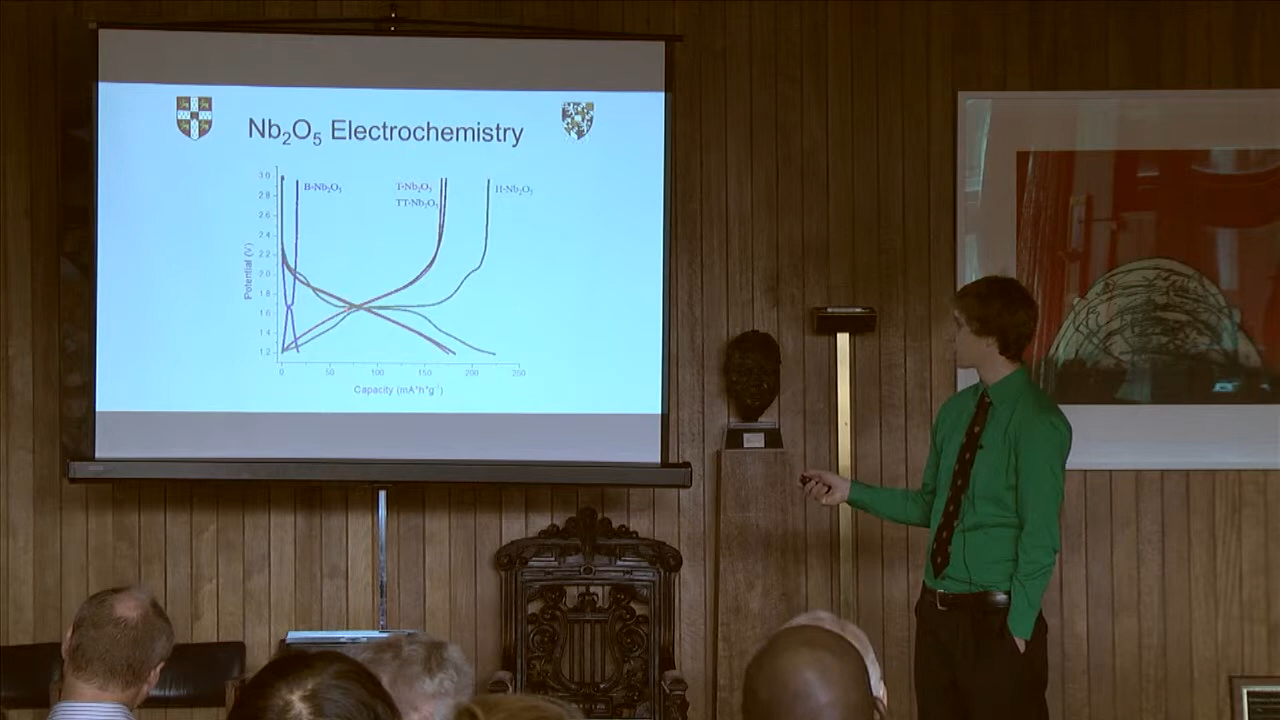 Nb₂O₅ Electrochemistry
B-Nb₂O₅
T-Nb₂O₅
TT-Nb₂O₅
H-Nb₂O₅
3.0
2.8
2.6
2.4
2.2
2.0
1.8
1.6
1.4
1.2
Potential (V)
0 50 100 150 200 250
Capacity (mA*h*g⁻¹)